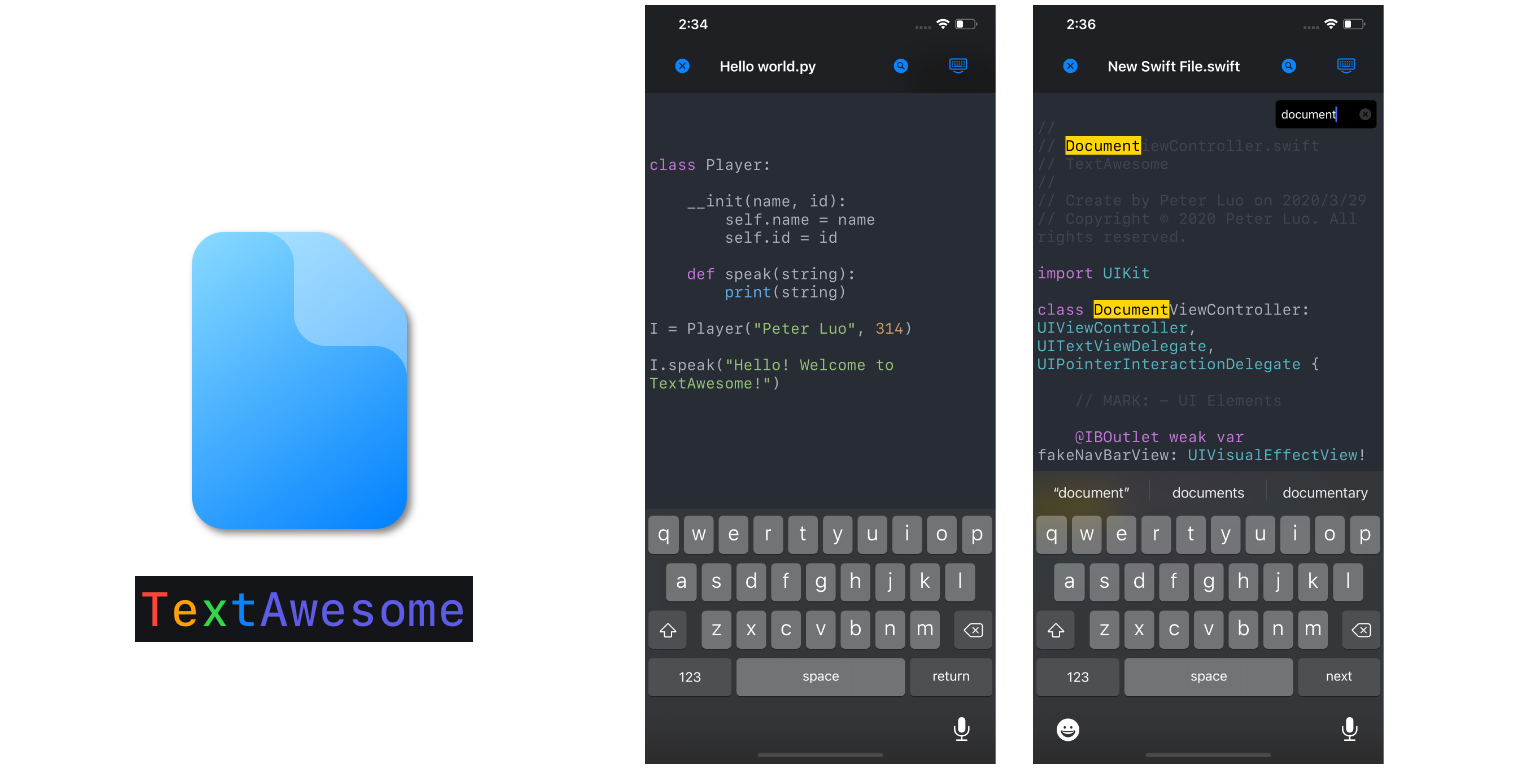 TextAwesome
2:34
Hello world.py
class Player:
__init(name, id):
self.name = name
self.id = id
def speak(string):
print(string)
I = Player("Peter Luo", 314)
I.speak("Hello! Welcome to
TextAwesome!")
q w e r t y u i o p
a s d f g h j k l
z x c v b n m
123 space return
2:36
New Swift File.swift
document
//
// DocumentViewController.swift
// TextAwesome
//
// Create by Peter Luo on 2020/3/29
// Copyright © 2020 Peter Luo. All
rights reserved.
import UIKit
class DocumentViewController:
UIViewController,
UITextViewDelegate,
UIPointerInteractionDelegate {
// MARK: - UI Elements
@IBOutlet weak var
fakeNavBarView: UIVisualEffectView!
“document” documents documentary
q w e r t y u i o p
a s d f g h j k l
z x c v b n m
123 space next